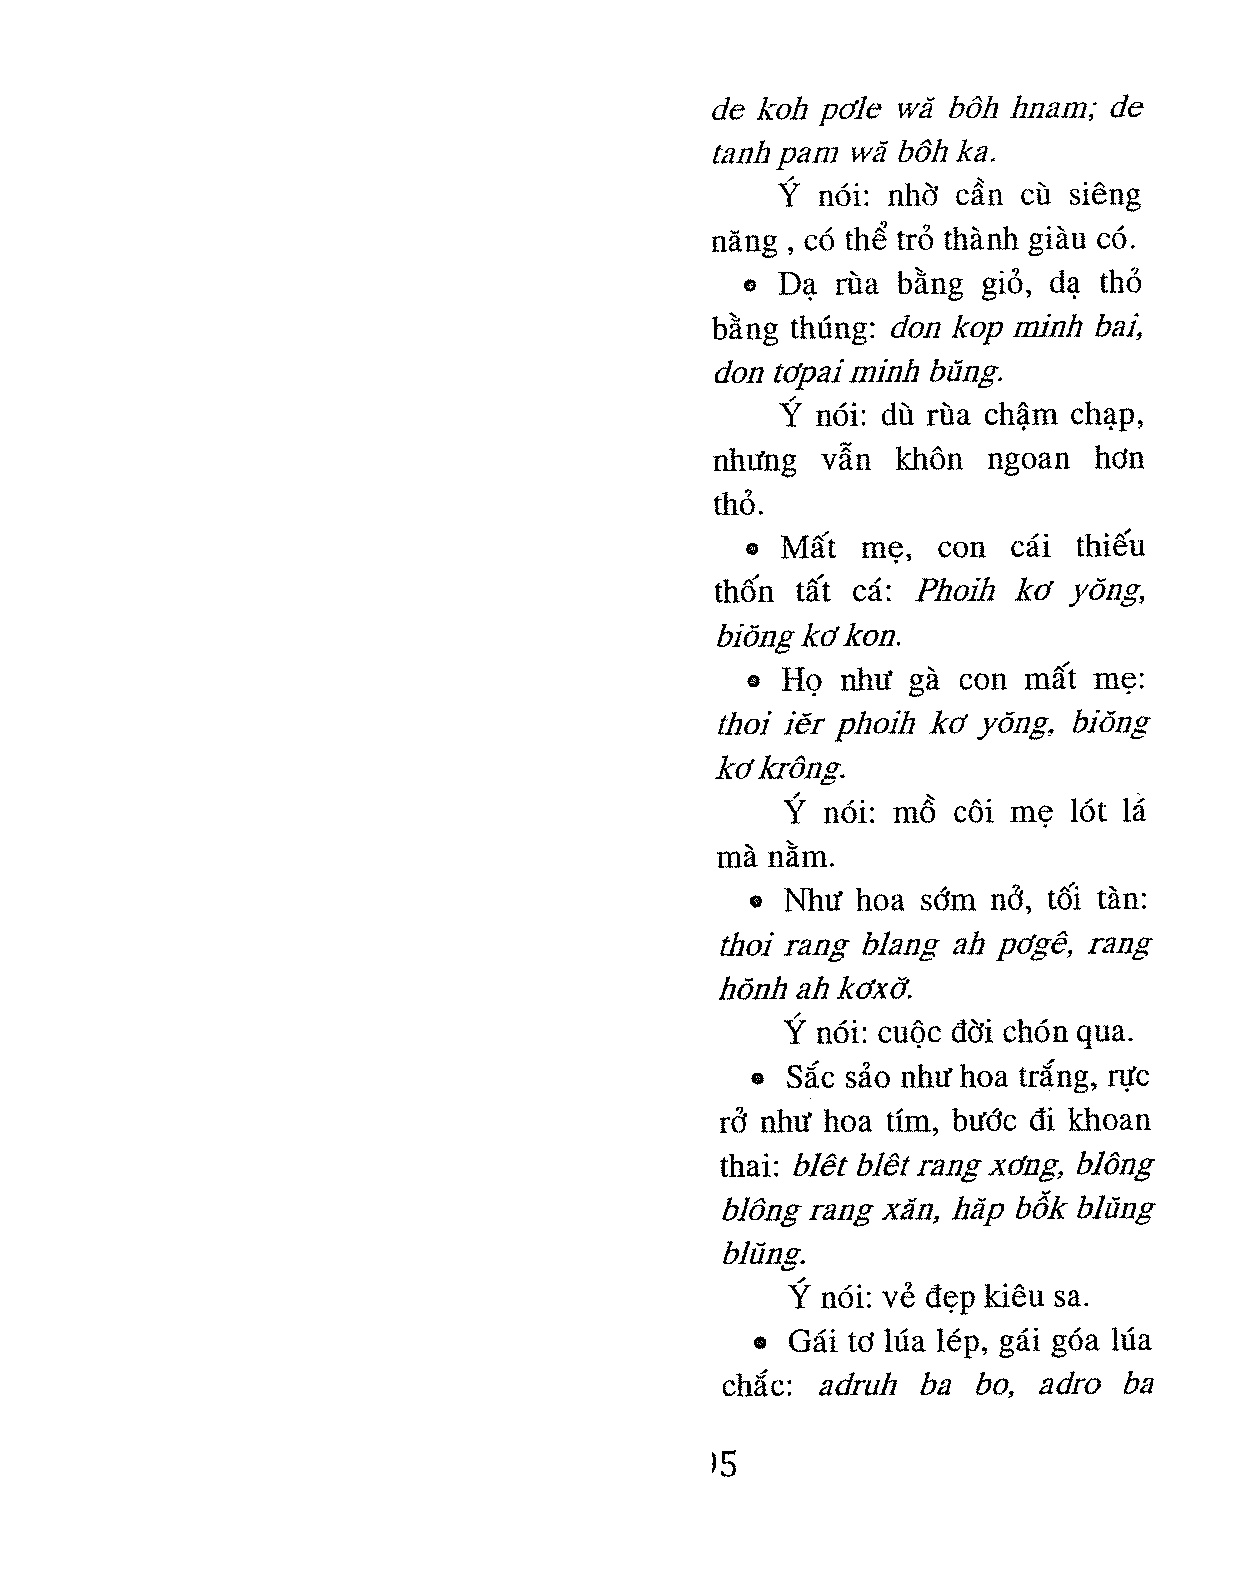 de koh pơle wă bôh hnam; de
tanh pam wă bôh ka.
Ý nói: nhờ cần cù siêng
năng , có thể trỏ thành giàu có.
• Dạ rùa bằng giỏ, dạ thỏ
bằng thúng: don kop minh bai,
don tơpai minh bŭng.
Ý nói: dù rùa chậm chạp,
nhưng vẫn khôn ngoan hơn
thỏ.
• Mất mẹ, con cái thiếu
thốn tất cá: Phoih kơ yŏng,
biŏng kơ kon.
• Họ như gà con mất mẹ:
thoi iĕr phoih kơ yŏng, biŏng
kơ krông.
Ý nói: mồ côi mẹ lót lá
mà nằm.
• Như hoa sớm nở, tối tàn:
thoi rang blang ah pơgê, rang
hŏnh ah kơxơ̆.
Ý nói: cuộc đời chón qua.
• Sắc sảo như hoa trắng, rực
rở như hoa tím, bước đi khoan
thai: blêt blêt rang xơng, blông
blông rang xăn, hăp bô̆k blŭng
blŭng.
Ý nói: vẻ đẹp kiêu sa.
• Gái tơ lúa lép, gái góa lúa
chắc: adruh ba bo, adro ba
5